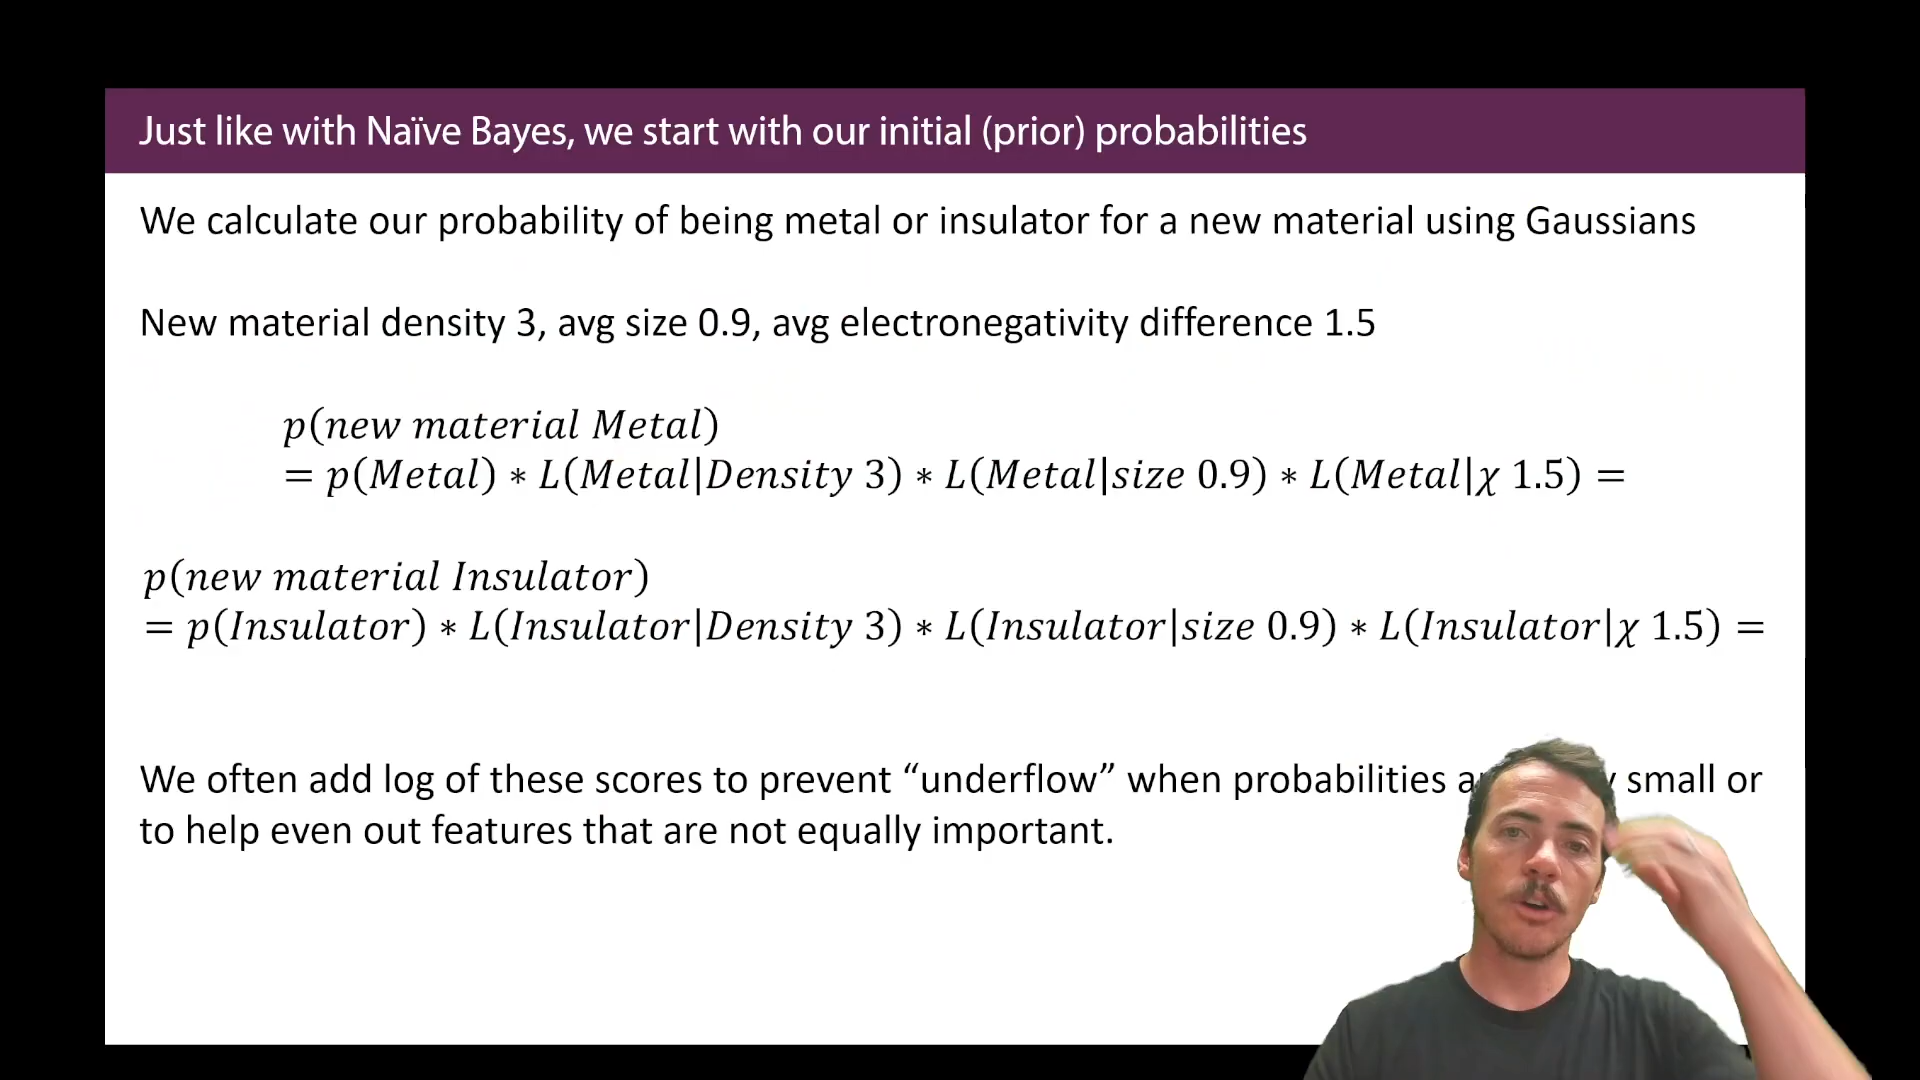 Just like with Naïve Bayes, we start with our initial (prior) probabilities
We calculate our probability of being metal or insulator for a new material using Gaussians
New material density 3, avg size 0.9, avg electronegativity difference 1.5
p(new material Metal)
= p(Metal) * L(Metal|Density 3) * L(Metal|size 0.9) * L(Metal|χ 1.5) =
p(new material Insulator)
= p(Insulator) * L(Insulator|Density 3) * L(Insulator|size 0.9) * L(Insulator|χ 1.5) =
We often add log of these scores to prevent “underflow” when probabilities small or
to help even out features that are not equally important.